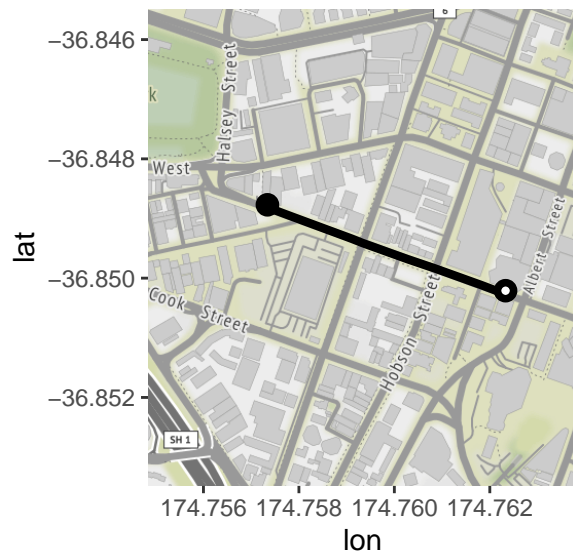 −36.846
−36.848
−36.850
−36.852
lat
Halsey Street
k
West
Albert Street
Cook Street
Hobson Street
SH 1
174.756 174.758 174.760 174.762
lon